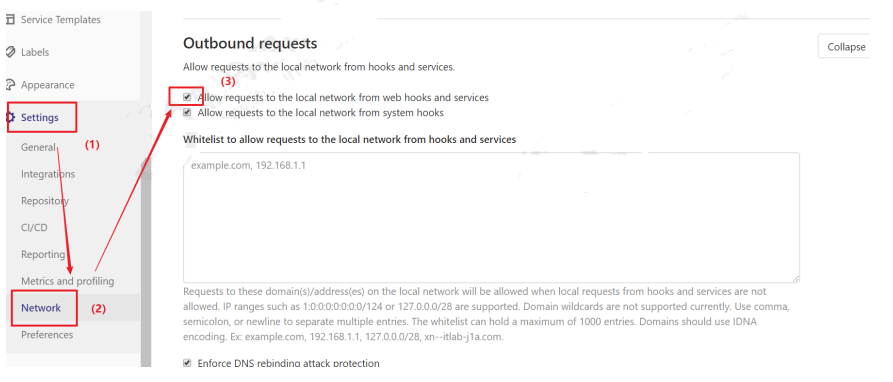 Service Templates
Labels
Appearance
Settings
(1)
General
Integrations
Repository
CI/CD
Reporting
Metrics and profiling
Network
(2)
Preferences
Outbound requests
Collapse
Allow requests to the local network from hooks and services.
(3)
Allow requests to the local network from web hooks and services
Allow requests to the local network from system hooks
Whitelist to allow requests to the local network from hooks and services
example.com, 192.168.1.1
Requests to these domain(s)/address(es) on the local network will be allowed when local requests from hooks and services are not
allowed. IP ranges such as 1:0:0:0:0:0:0:0/124 or 127.0.0.0/28 are supported. Domain wildcards are not supported currently. Use comma,
semicolon, or newline to separate multiple entries. The whitelist can hold a maximum of 1000 entries. Domains should use IDNA
encoding. Ex: example.com, 192.168.1.1, 127.0.0.0/28, xn--itlab-j1a.com.
Enforce DNS rebinding attack protection